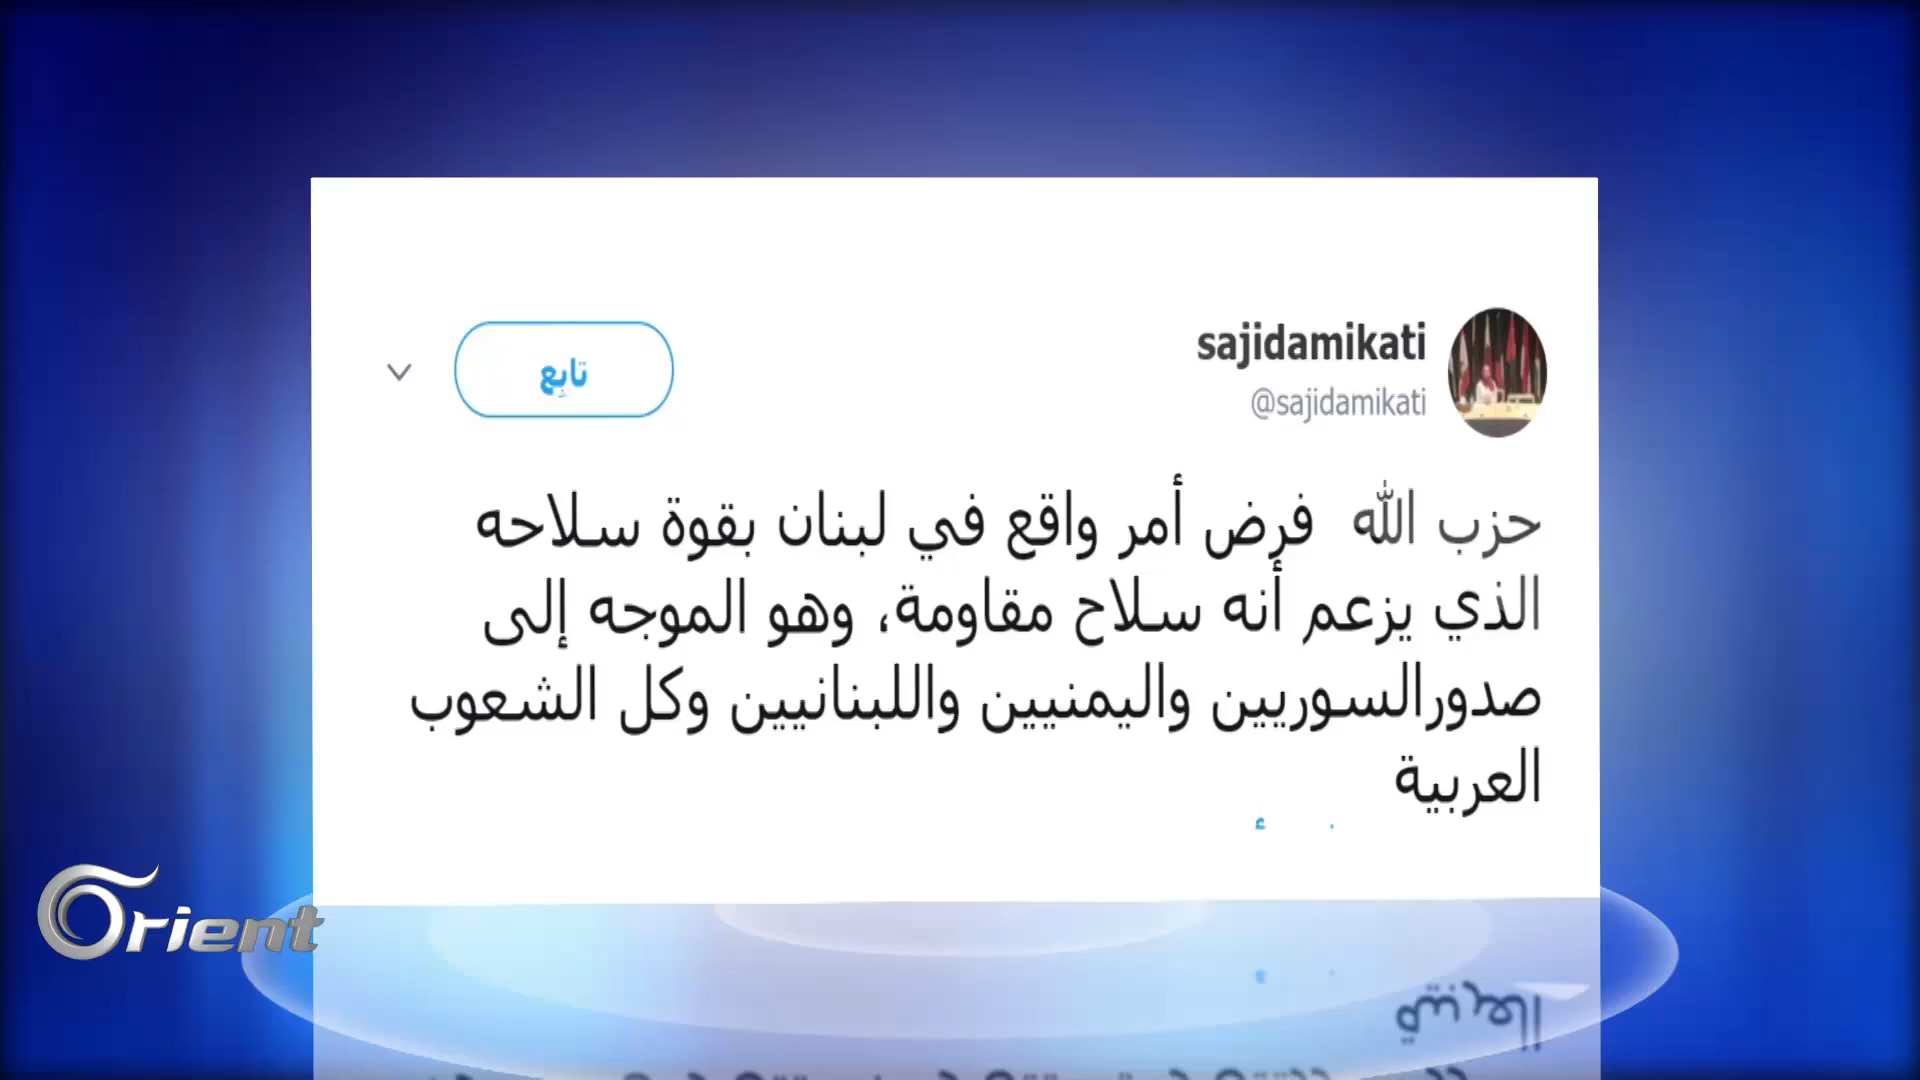 sajidamikati
@sajidamikati
تابِع
حزب الله فرض أمر واقع في لبنان بقوة سلاحه
الذي يزعم أنه سلاح مقاومة، وهو الموجه إلى
صدورالسوريين واليمنيين واللبنانيين وكل الشعوب
العربية
Orient